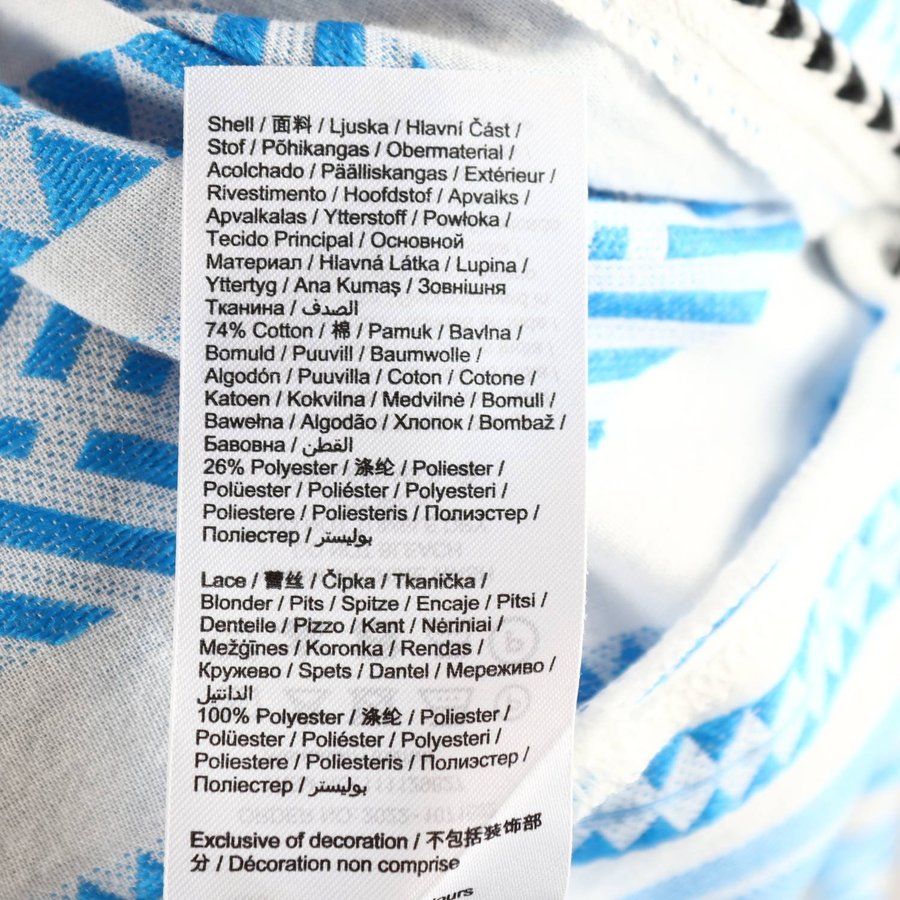 Shell / 面料 / Ljuska / Hlavní Část /
Stof / Põhikangas / Obermaterial /
Acolchado / Päälliskangas / Extérieur /
Rivestimento / Hoofdstof / Apvaiks /
Apvalkalas / Ytterstoff / Powłoka /
Tecido Principal / Основной
Материал / Hlavná Látka / Lupina /
Yttertyg / Ana Kumaş / Зовнішня
Тканина / الصدف
74% Cotton / 棉 / Pamuk / Bavlna /
Bomuld / Puuvill / Baumwolle /
Algodón / Puuvilla / Coton / Cotone /
Katoen / Kokvilna / Medvilnė / Bomull /
Bawełna / Algodão / Хлопок / Bombaž /
Бавовна / القطن
26% Polyester / 涤纶 / Poliester /
Polüester / Poliéster / Polyesteri /
Poliestere / Poliesteris / Полиэстер /
Поліестер / بوليستر
Lace / 蕾丝 / Čipka / Tkanička /
Blonder / Pits / Spitze / Encaje / Pitsi /
Dentelle / Pizzo / Kant / Nėriniai /
Mežģīnes / Koronka / Rendas /
Кружево / Spets / Dantel / Мереживо /
الدانتيل
100% Polyester / 涤纶 / Poliester /
Polüester / Poliéster / Polyesteri /
Poliestere / Poliesteris / Полиэстер /
Поліестер / بوليستر
Exclusive of decoration / 不包括装饰部
分 / Décoration non comprise